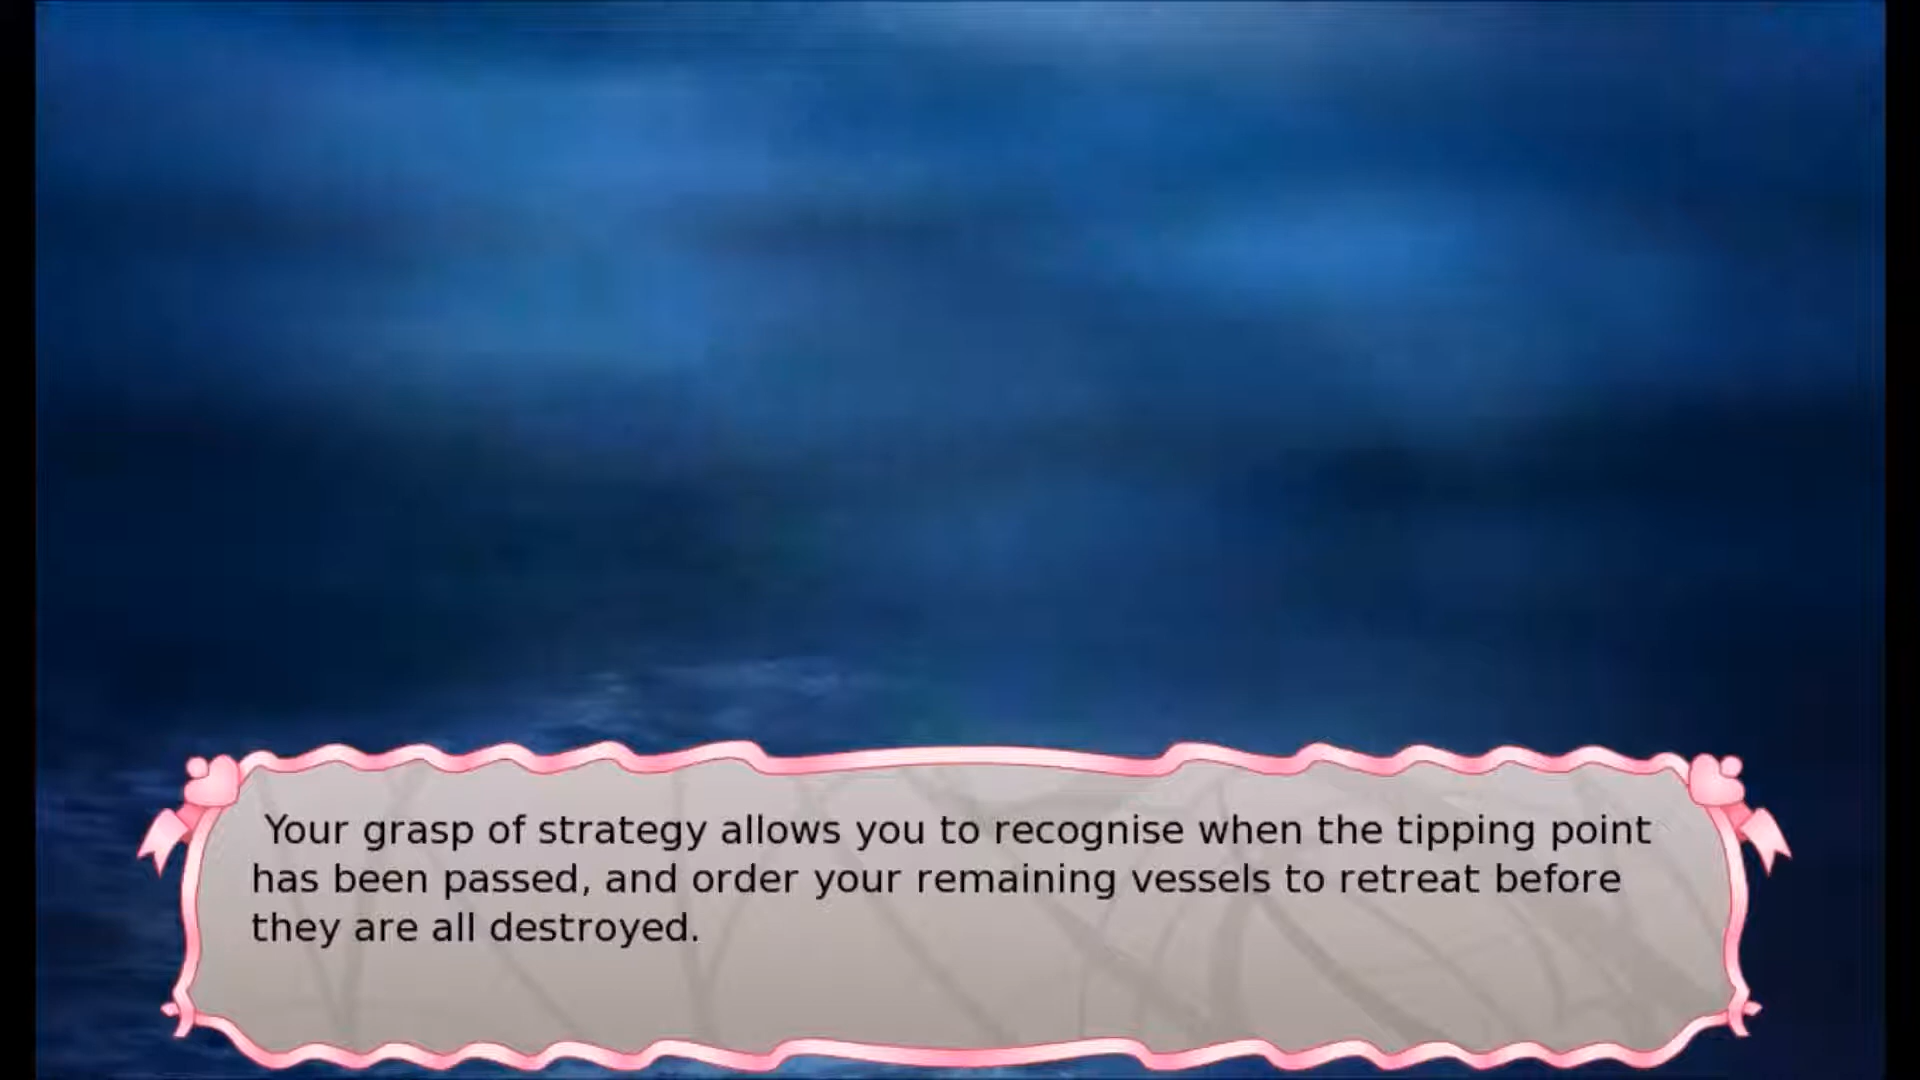 Your grasp of strategy allows you to recognise when the tipping point
has been passed, and order your remaining vessels to retreat before
they are all destroyed.